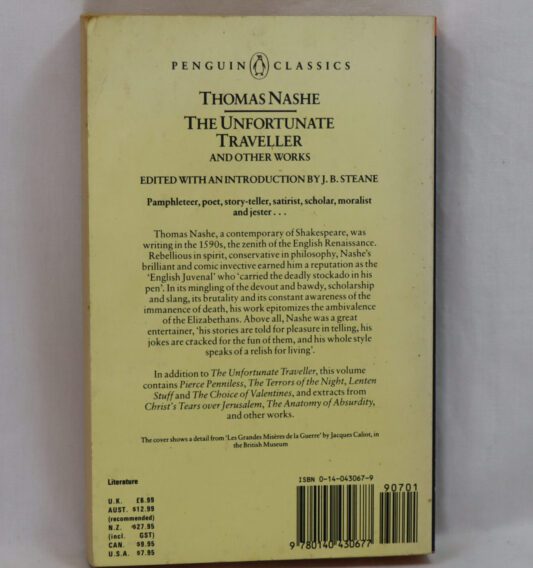 PENGUIN CLASSICS
THOMAS NASHE
THE UNFORTUNATE
TRAVELLER
AND OTHER WORKS
EDITED WITH AN INTRODUCTION BY J. B. STEANE
Pamphleteer, poet, story-teller, satirist, scholar, moralist
and jester . . .
Thomas Nashe, a contemporary of Shakespeare, was
writing in the 1590s, the zenith of the English Renaissance.
Rebellious in spirit, conservative in philosophy, Nashe's
brilliant and comic invective earned him a reputation as the
'English Juvenal' who 'carried the deadly stockado in his
pen'. In its mingling of the devout and bawdy, scholarship
and slang, its brutality and its constant awareness of the
immanence of death, his work epitomizes the ambivalence
of the Elizabethans. Above all, Nashe was a great
entertainer, 'his stories are told for pleasure in telling, his
jokes are cracked for the fun of them, and his whole style
speaks of a relish for living'.
In addition to The Unfortunate Traveller, this volume
contains Pierce Penniless, The Terrors of the Night, Lenten
Stuff and The Choice of Valentines, and extracts from
Christ's Tears over Jerusalem, The Anatomy of Absurdity,
and other works.
The cover shows a detail from 'Les Grandes Misères de la Guerre' by Jacques Callot, in
the British Museum
Literature
U.K. £6.99
AUST. $12.99
(recommended)
N.Z. $27.95
(incl. GST)
CAN. $9.95
U.S.A. $7.95
ISBN 0-14-043067-9
90701
9 780140 430677